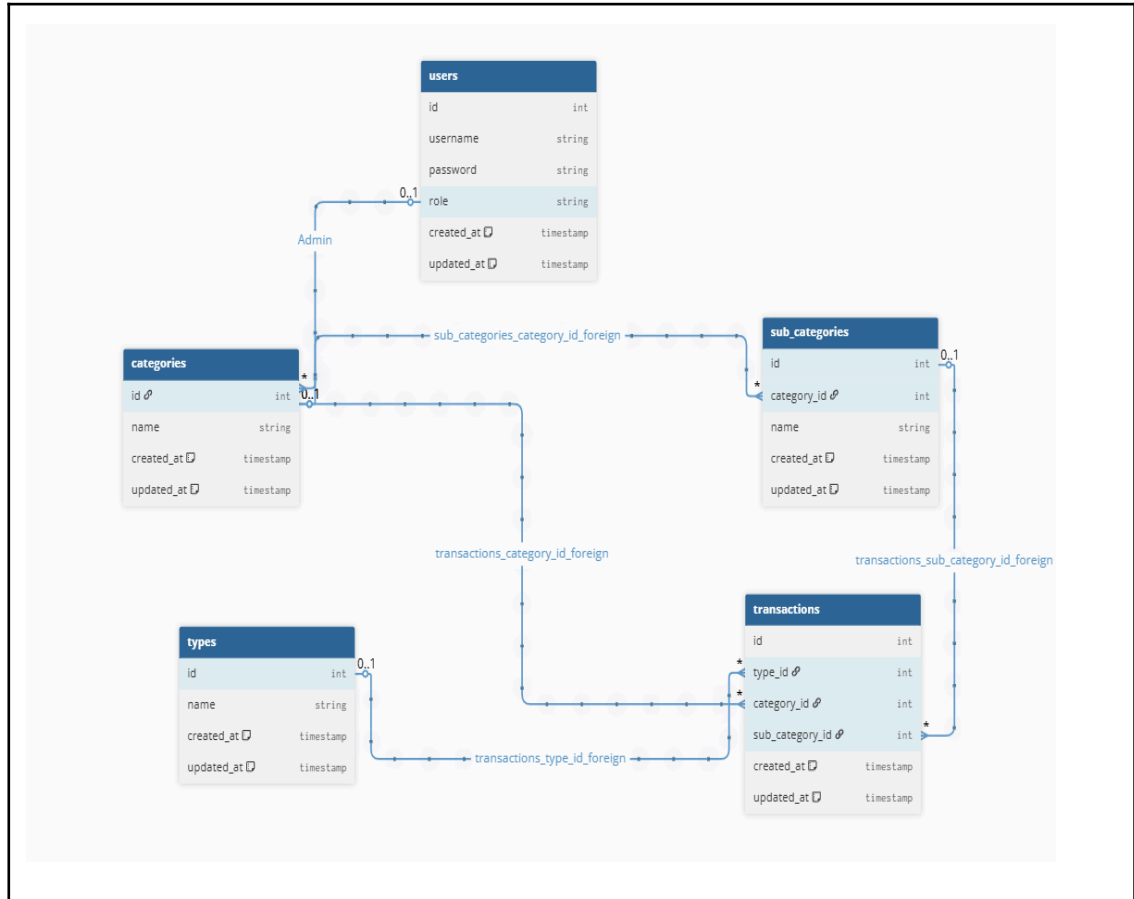 users
id int
username string
password string
0..1
role string
created_at timestamp
updated_at timestamp
Admin
sub_categories_category_id_foreign
sub_categories
id int
0..1
* category_id int
name string
created_at timestamp
updated_at timestamp
categories
*
id int
0..1
name string
created_at timestamp
updated_at timestamp
transactions_category_id_foreign
transactions_sub_category_id_foreign
types
0..1
id int
name string
created_at timestamp
updated_at timestamp
transactions_type_id_foreign
transactions
id int
* type_id int
* category_id int
sub_category_id int *
created_at timestamp
updated_at timestamp